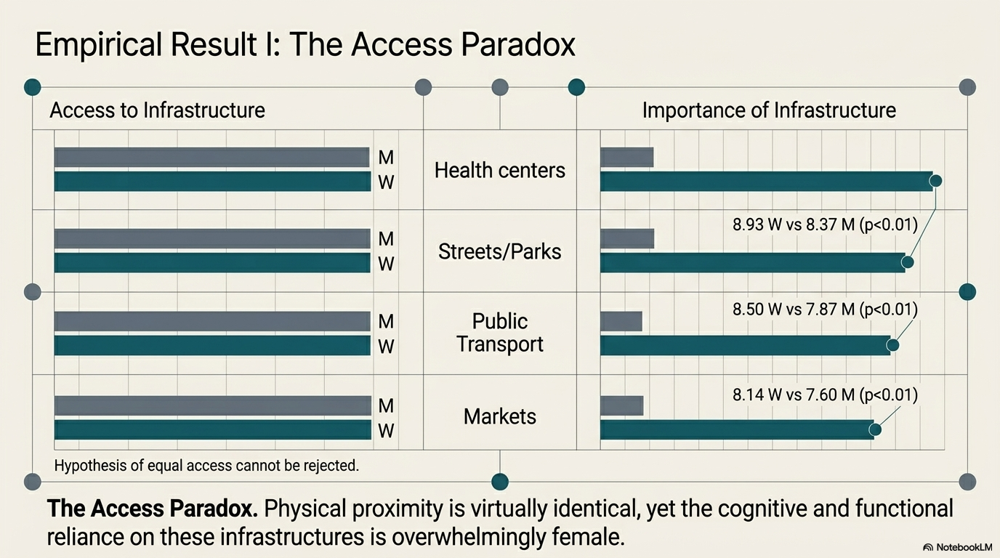 Empirical Result I: The Access Paradox
Access to Infrastructure
Importance of Infrastructure
M
W
Health centers
8.93 W vs 8.37 M (p<0.01)
M
W
Streets/Parks
8.50 W vs 7.87 M (p<0.01)
M
W
Public
Transport
8.14 W vs 7.60 M (p<0.01)
M
W
Markets
Hypothesis of equal access cannot be rejected.
The Access Paradox. Physical proximity is virtually identical, yet the cognitive and functional
reliance on these infrastructures is overwhelmingly female.
NotebookLM